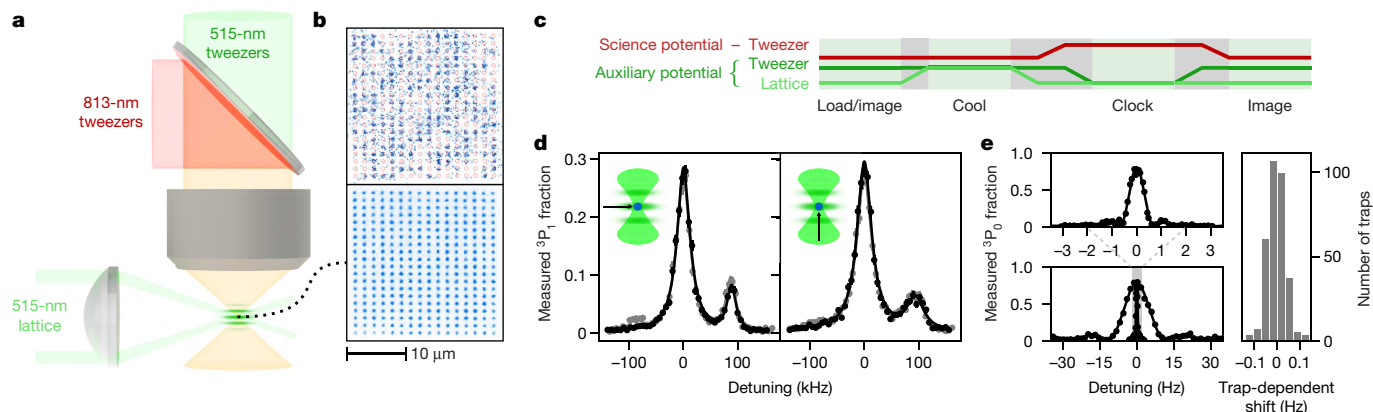 a
515-nm
tweezers
813-nm
tweezers
515-nm
lattice
b
10 μm
c
Science potential – Tweezer
Auxiliary potential { Tweezer
Lattice
Load/image Cool Clock Image
d
Measured ³P₁ fraction
0.3
0.2
0.1
0
−100 0 100 −100 0 100
Detuning (kHz)
e
Measured ³P₀ fraction
1.0
0.5
0
−3 −2 −1 0 1 2 3
1.0
0.5
0
−30 −15 0 15 30
Detuning (Hz)
100
50
0
Number of traps
−0.1 0 0.1
Trap-dependent
shift (Hz)